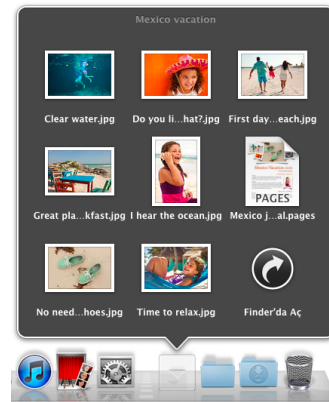 Mexico vacation
Clear water.jpg
Do you li...hat?.jpg
First day...each.jpg
Great pla...kfast.jpg
I hear the ocean.jpg
PAGES
Mexico j...al.pages
No need...hoes.jpg
Time to relax.jpg
Finder'da Aç